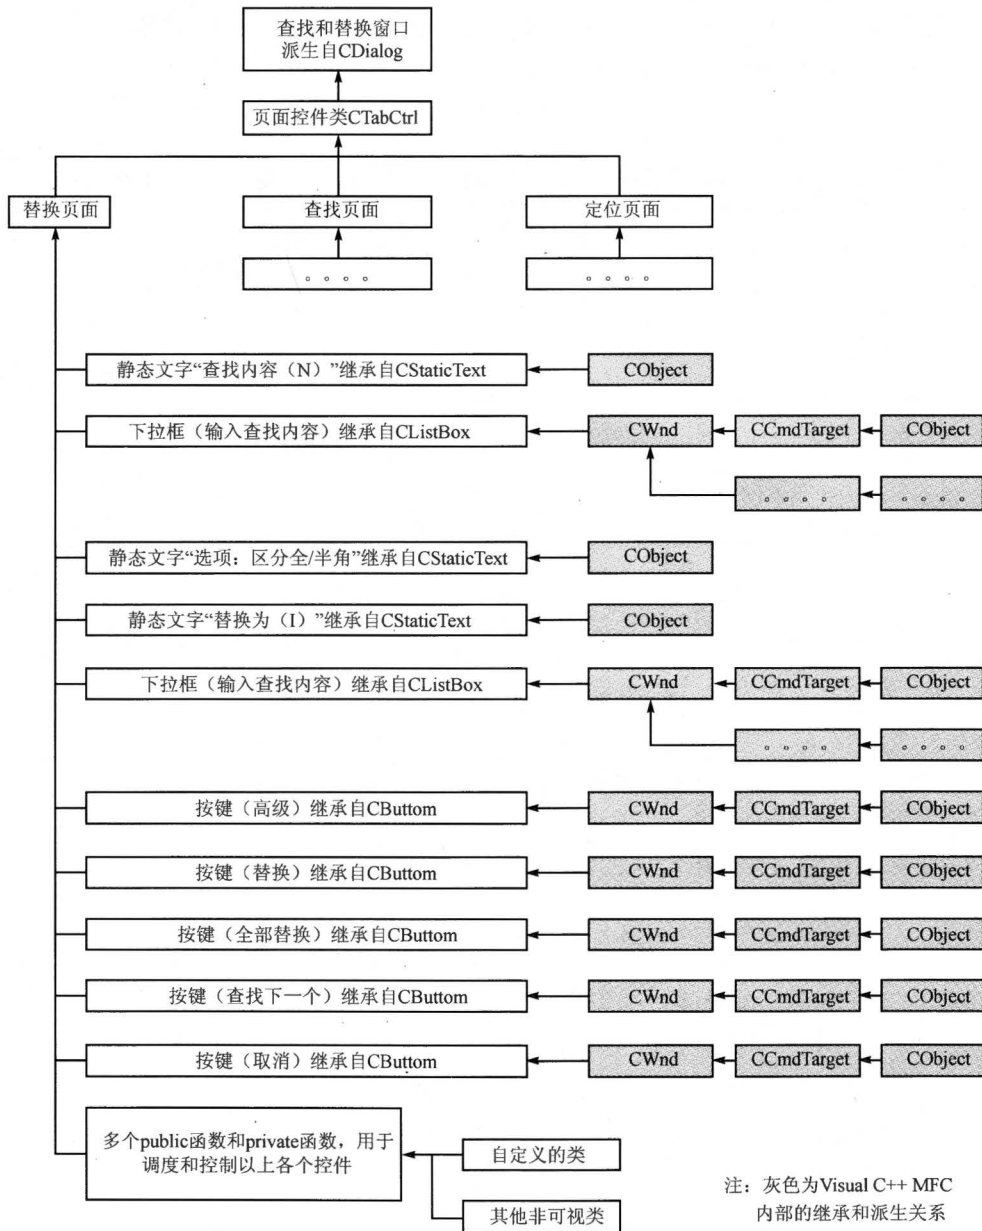 查找和替换窗口
派生自CDialog
页面控件类CTabCtrl
替换页面
查找页面
定位页面
。。。。
。。。。
静态文字“查找内容（N）”继承自CStaticText
CObject
下拉框（输入查找内容）继承自CListBox
CWnd
CCmdTarget
CObject
。。。。
。。。。
静态文字“选项：区分全/半角”继承自CStaticText
CObject
静态文字“替换为（I）”继承自CStaticText
CObject
下拉框（输入查找内容）继承自CListBox
CWnd
CCmdTarget
CObject
。。。。
。。。。
按键（高级）继承自CButtom
CWnd
CCmdTarget
CObject
按键（替换）继承自CButtom
CWnd
CCmdTarget
CObject
按键（全部替换）继承自CButtom
CWnd
CCmdTarget
CObject
按键（查找下一个）继承自CButtom
CWnd
CCmdTarget
CObject
按键（取消）继承自CButtom
CWnd
CCmdTarget
CObject
多个public函数和private函数，用于
调度和控制以上各个控件
自定义的类
其他非可视类
注：灰色为Visual C++ MFC
内部的继承和派生关系